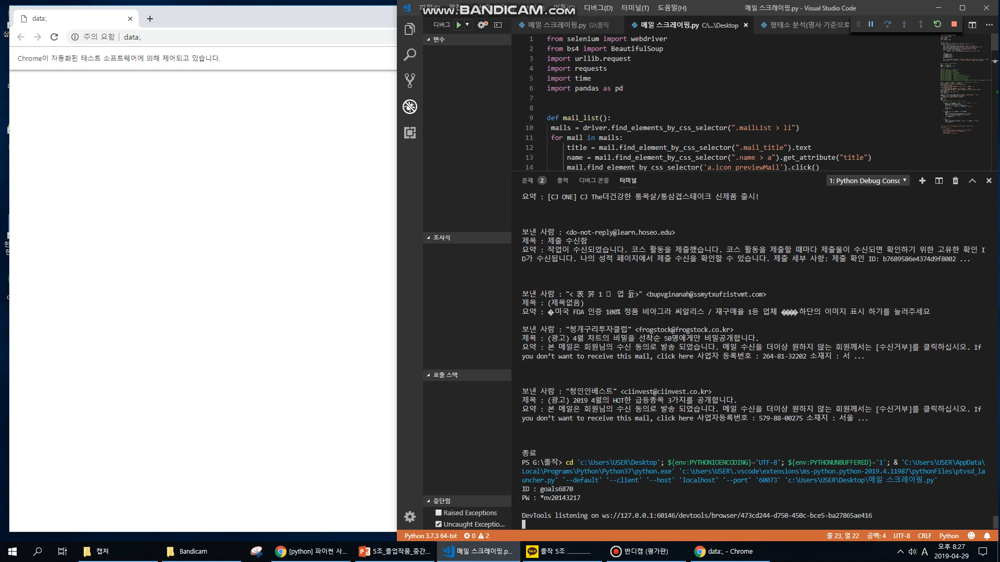 data:,
주의 요함 data:,
Chrome이 자동화된 테스트 소프트웨어에 의해 제어되고 있습니다.
www.BANDICAM.com
디버그(D) 터미널(T) 도움말(H)
메일 스크레이핑.py - Visual Studio Code
디버그
메일 스크레이핑.py G:\졸작
메일 스크레이핑.py C:\...\Desktop
형태소 분석(명사 기준으로
변수
조사식
호출 스택
중단점
Raised Exceptions
Uncaught Exceptio...
1 from selenium import webdriver
2 from bs4 import BeautifulSoup
3 import urllib.request
4 import requests
5 import time
6 import pandas as pd
7
8
9 def mail_list():
10 mails = driver.find_elements_by_css_selector(".mailList > li")
11 for mail in mails:
12 title = mail.find_element_by_css_selector(".mail_title").text
13 name = mail.find_element_by_css_selector(".name > a").get_attribute("title")
14 mail.find_element_by_css_selector('a.icon_previewMail').click()
문제 2 출력 디버그 콘솔 터미널
1: Python Debug Consc
요약 : [CJ ONE] CJ The더건강한 통목살/통삼겹스테이크 신제품 출시!
보낸 사람 : <do-not-reply@learn.hoseo.edu>
제목 : 제출 수신함
요약 : 작업이 수신되었습니다. 코스 활동을 제출했습니다. 코스 활동을 제출할 때마다 제출물이 수신되면 확인하기 위한 고유한 확인 I
D가 수신됩니다. 나의 성적 페이지에서 제출 수신을 확인할 수 있습니다. 제출 세부 사항: 제출 확인 ID: b7689586e4374d9f8002 ...
보낸 사람 : "< 1 업 >" <bupvginanah@ssmytxufzistvmt.com>
제목 : (제목없음)
요약 : 미국 FDA 인증 100% 정품 비아그라 씨알리스 / 재구매율 1등 업체 하단의 이미지 표시 하기를 눌러주세요
보낸 사람 : "청개구리투자클럽" <frogstock@frogstock.co.kr>
제목 : (광고) 4월 차트의 비밀을 선착순 50명에게만 비밀공개합니다.
요약 : 본 메일은 회원님의 수신 동의로 발송 되었습니다. 메일 수신을 더이상 원하지 않는 회원께서는 [수신거부]를 클릭하십시오. If
you don't want to receive this mail, click here 사업자 등록번호 : 264-81-32202 소재지 : 서 ...
보낸 사람 : "청인인베스트" <ciinvest@ciinvest.co.kr>
제목 : (광고) 2019 4월의 HOT한 급등종목 3가지를 공개합니다.
요약 : 본 메일은 회원님의 수신 동의로 발송 되었습니다. 메일 수신을 더이상 원하지 않는 회원께서는 [수신거부]를 클릭하십시오. If
you don't want to receive this mail, click here 사업자등록번호 : 579-88-00275 소재지 : 서울 ...
종료
PS G:\졸작> cd 'c:\Users\USER\Desktop'; ${env:PYTHONIOENCODING}='UTF-8'; ${env:PYTHONUNBUFFERED}='1'; & 'C:\Users\USER\AppData\
Local\Programs\Python\Python37\python.exe' 'c:\Users\USER\.vscode\extensions\ms-python.python-2019.4.11987\pythonFiles\ptvsd_la
uncher.py' '--default' '--client' '--host' 'localhost' '--port' '60073' 'c:\Users\USER\Desktop\메일 스크레이핑.py'
ID : goals6870
PW : *nv20143217
DevTools listening on ws://127.0.0.1:60146/devtools/browser/473cd244-d750-450c-bce5-ba27865ae416
Python 3.7.3 64-bit 0 2
줄 23, 열 22 공백: 4 UTF-8 CRLF Python
캡처
Bandicam
[python] 파이썬 사...
5조_졸업작품_중간...
메일 스크레이핑.p...
졸작 5조 ..............
반디캠 (평가판)
data:, - Chrome
A 오후 8:27
2019-04-29